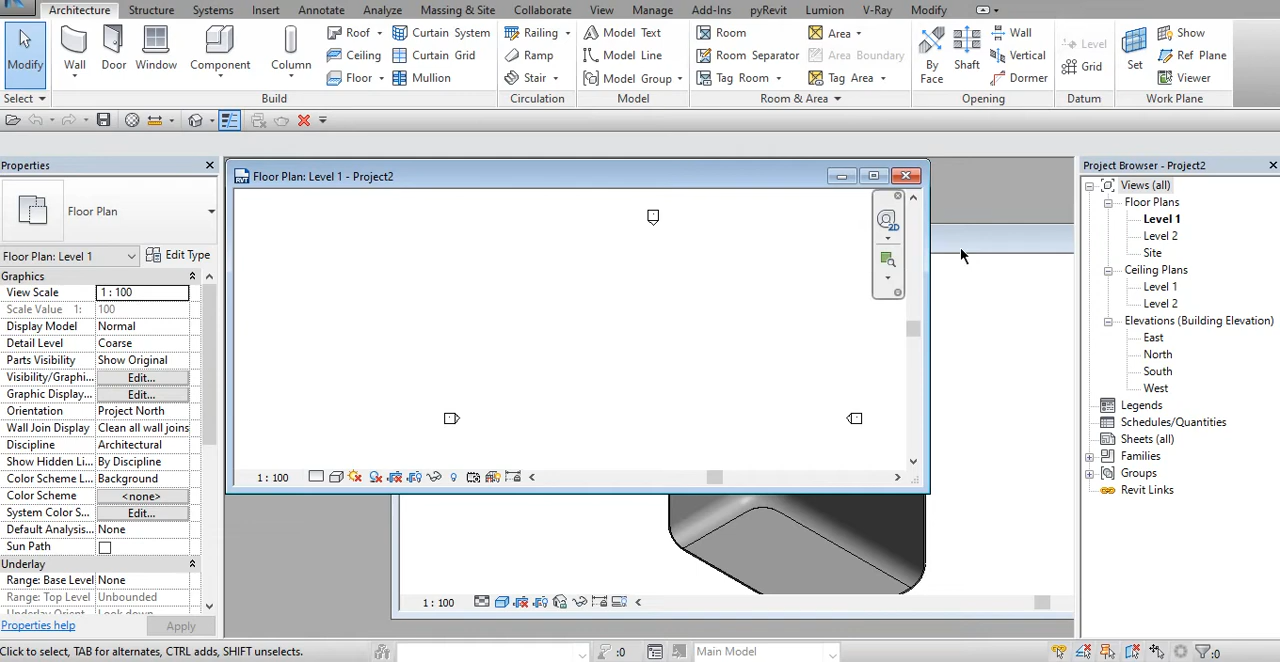 Architecture Structure Systems Insert Annotate Analyze Massing & Site Collaborate View Manage Add-Ins pyRevit Lumion V-Ray Modify
Modify
Wall
Door
Window
Component
Column
Roof
Ceiling
Floor
Curtain System
Curtain Grid
Mullion
Railing
Ramp
Stair
Model Text
Model Line
Model Group
Room
Room Separator
Tag Room
Area
Area Boundary
Tag Area
By
Face
Shaft
Wall
Vertical
Dormer
Level
Grid
Set
Show
Ref Plane
Viewer
Select Build Circulation Model Room & Area Opening Datum Work Plane
Properties
Floor Plan
Floor Plan: Level 1 Edit Type
Graphics
View Scale 1 : 100
Scale Value 1: 100
Display Model Normal
Detail Level Coarse
Parts Visibility Show Original
Visibility/Graphi... Edit...
Graphic Display... Edit...
Orientation Project North
Wall Join Display Clean all wall joins
Discipline Architectural
Show Hidden Li... By Discipline
Color Scheme L... Background
Color Scheme <none>
System Color S... Edit...
Default Analysis... None
Sun Path
Underlay
Range: Base Level None
Range: Top Level Unbounded
Underlay Orient... Look down
Properties help Apply
RVT Floor Plan: Level 1 - Project2
2D
1 : 100
1 : 100
Project Browser - Project2
Views (all)
Floor Plans
Level 1
Level 2
Site
Ceiling Plans
Level 1
Level 2
Elevations (Building Elevation)
East
North
South
West
Legends
Schedules/Quantities
Sheets (all)
Families
Groups
Revit Links
Click to select, TAB for alternates, CTRL adds, SHIFT unselects. :0 Main Model :0